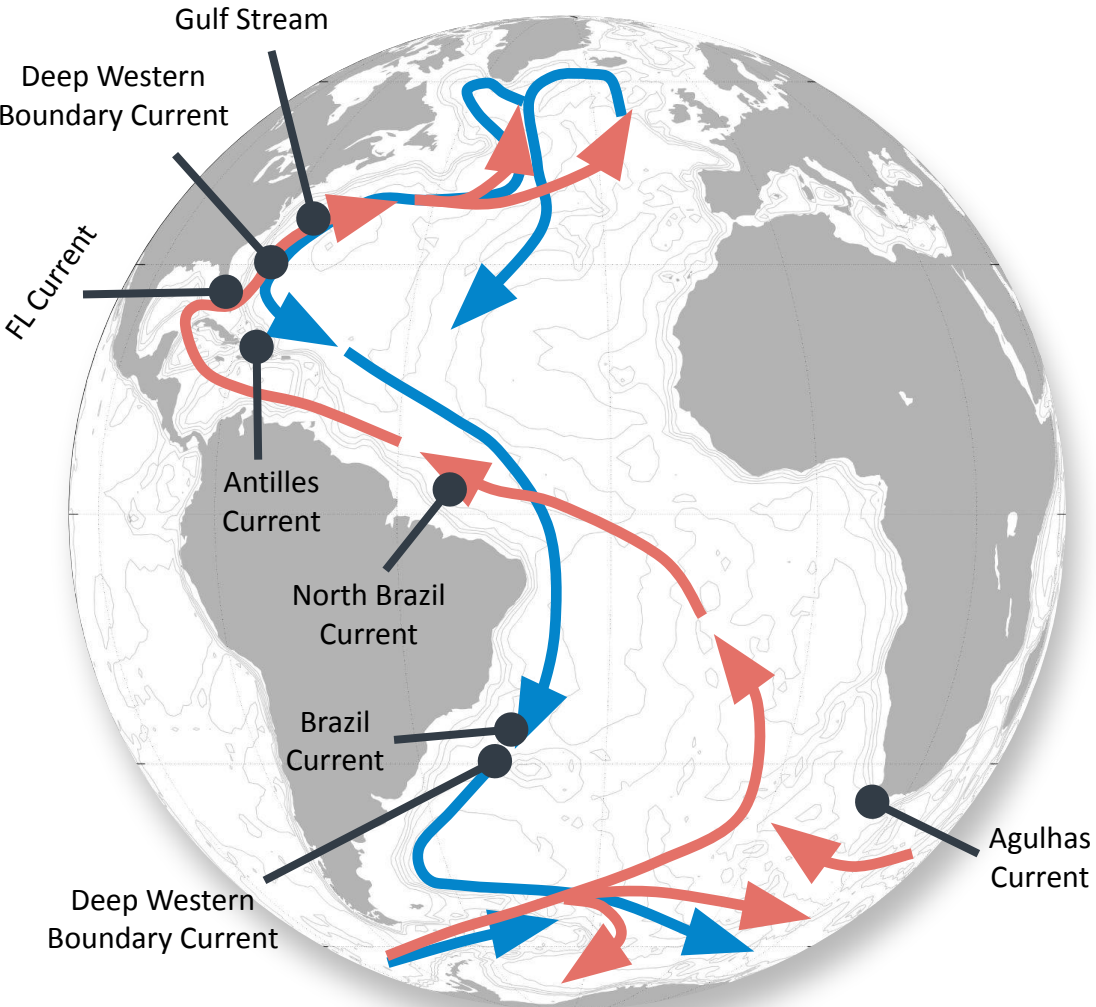 Gulf Stream
Deep Western
Boundary Current
FL Current
Antilles
Current
North Brazil
Current
Brazil
Current
Deep Western
Boundary Current
Agulhas
Current